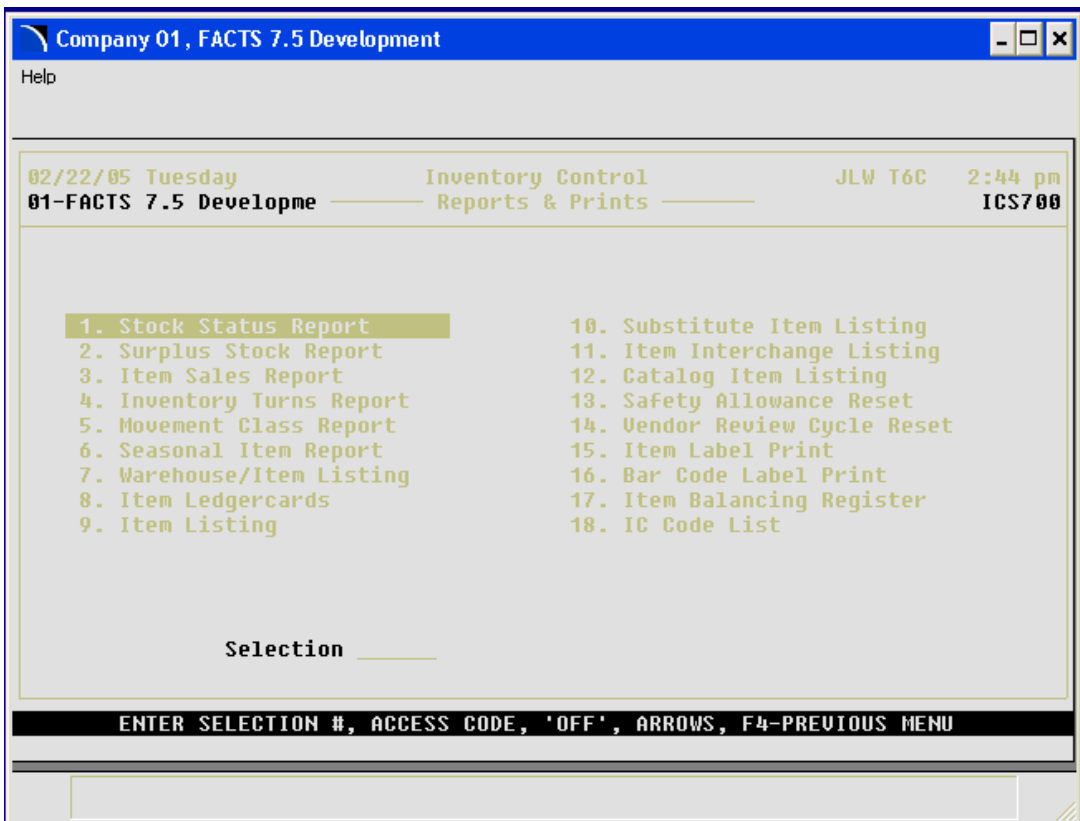 Company 01, FACTS 7.5 Development
Help
02/22/05 Tuesday Inventory Control JLW T6C 2:44 pm
01-FACTS 7.5 Developme Reports & Prints ICS700
1. Stock Status Report
2. Surplus Stock Report
3. Item Sales Report
4. Inventory Turns Report
5. Movement Class Report
6. Seasonal Item Report
7. Warehouse/Item Listing
8. Item Ledgercards
9. Item Listing
10. Substitute Item Listing
11. Item Interchange Listing
12. Catalog Item Listing
13. Safety Allowance Reset
14. Vendor Review Cycle Reset
15. Item Label Print
16. Bar Code Label Print
17. Item Balancing Register
18. IC Code List
Selection ______
ENTER SELECTION #, ACCESS CODE, 'OFF', ARROWS, F4-PREVIOUS MENU